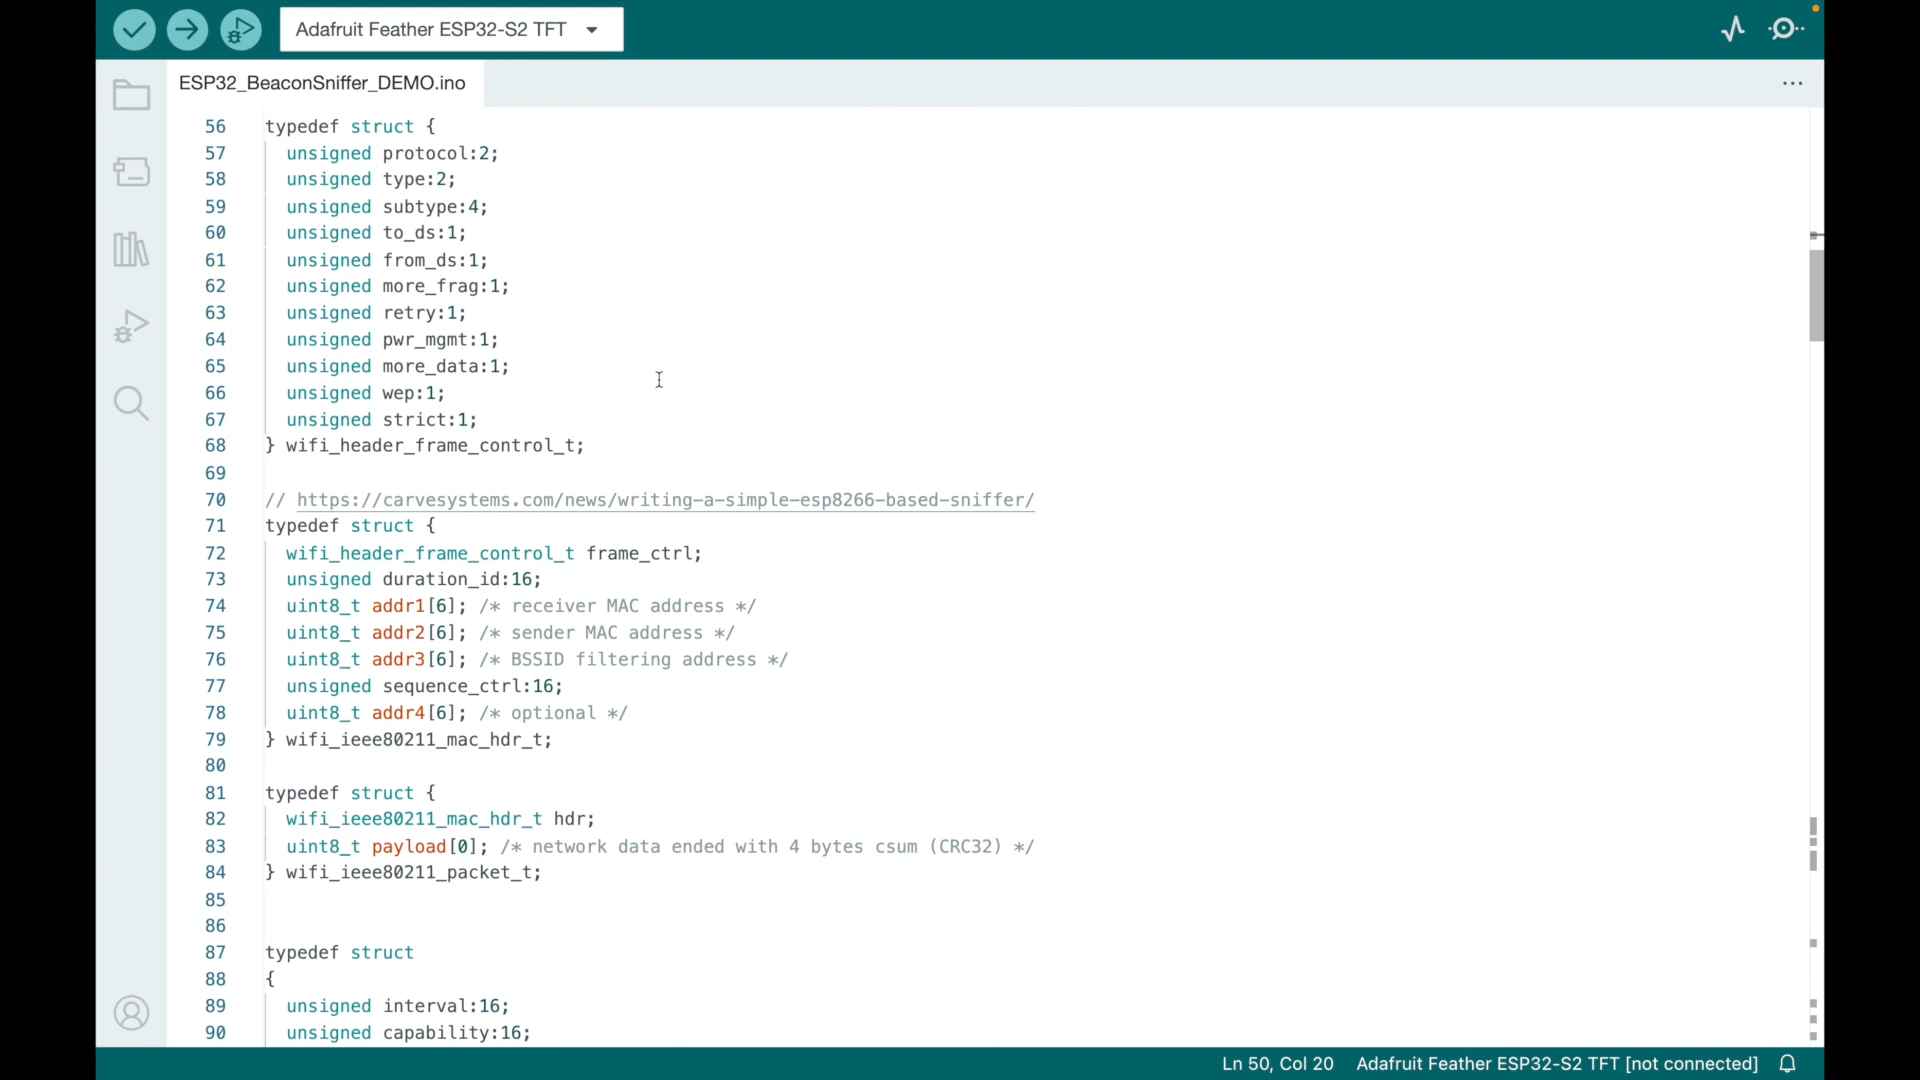 Adafruit Feather ESP32-S2 TFT
ESP32_BeaconSniffer_DEMO.ino
56 typedef struct {
57 unsigned protocol:2;
58 unsigned type:2;
59 unsigned subtype:4;
60 unsigned to_ds:1;
61 unsigned from_ds:1;
62 unsigned more_frag:1;
63 unsigned retry:1;
64 unsigned pwr_mgmt:1;
65 unsigned more_data:1;
66 unsigned wep:1;
67 unsigned strict:1;
68 } wifi_header_frame_control_t;
69
70 // https://carvesystems.com/news/writing-a-simple-esp8266-based-sniffer/
71 typedef struct {
72 wifi_header_frame_control_t frame_ctrl;
73 unsigned duration_id:16;
74 uint8_t addr1[6]; /* receiver MAC address */
75 uint8_t addr2[6]; /* sender MAC address */
76 uint8_t addr3[6]; /* BSSID filtering address */
77 unsigned sequence_ctrl:16;
78 uint8_t addr4[6]; /* optional */
79 } wifi_ieee80211_mac_hdr_t;
80
81 typedef struct {
82 wifi_ieee80211_mac_hdr_t hdr;
83 uint8_t payload[0]; /* network data ended with 4 bytes csum (CRC32) */
84 } wifi_ieee80211_packet_t;
85
86
87 typedef struct
88 {
89 unsigned interval:16;
90 unsigned capability:16;
Ln 50, Col 20 Adafruit Feather ESP32-S2 TFT [not connected]